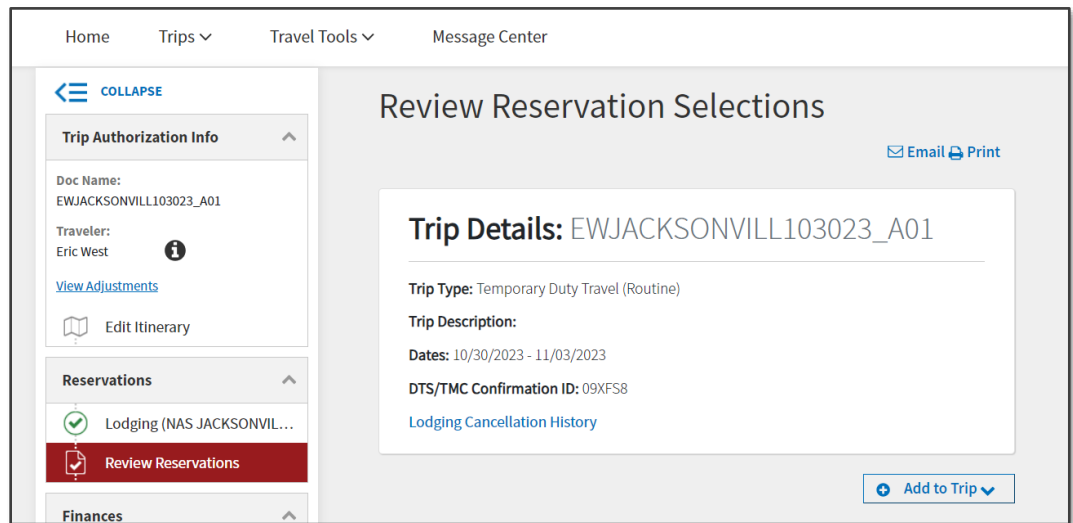 Home Trips Travel Tools Message Center
COLLAPSE
Trip Authorization Info
Doc Name:
EWJACKSONVILL103023_A01
Traveler:
Eric West
View Adjustments
Edit Itinerary
Reservations
Lodging (NAS JACKSONVIL...
Review Reservations
Finances
Review Reservation Selections
Email Print
Trip Details: EWJACKSONVILL103023_A01
Trip Type: Temporary Duty Travel (Routine)
Trip Description:
Dates: 10/30/2023 - 11/03/2023
DTS/TMC Confirmation ID: 09XFS8
Lodging Cancellation History
Add to Trip